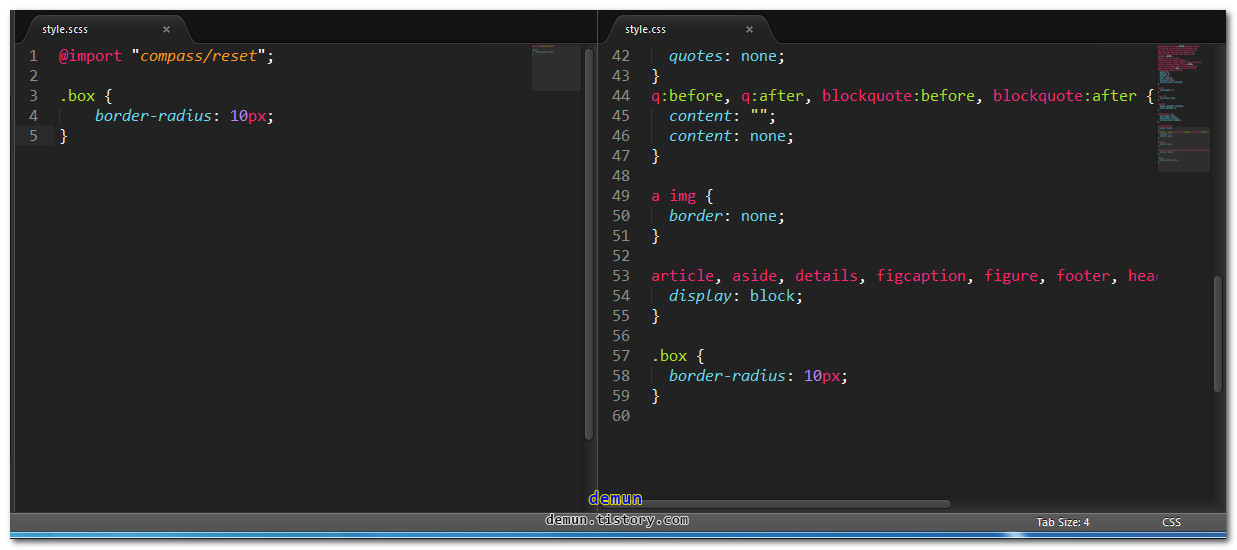 style.scss ×
1 @import "compass/reset";
2
3 .box {
4     border-radius: 10px;
5 }
style.css ×
42   quotes: none;
43 }
44 q:before, q:after, blockquote:before, blockquote:after {
45   content: "";
46   content: none;
47 }
48
49 a img {
50   border: none;
51 }
52
53 article, aside, details, figcaption, figure, footer, hea
54   display: block;
55 }
56
57 .box {
58   border-radius: 10px;
59 }
60
demun
demun.tistory.com
Tab Size: 4 CSS